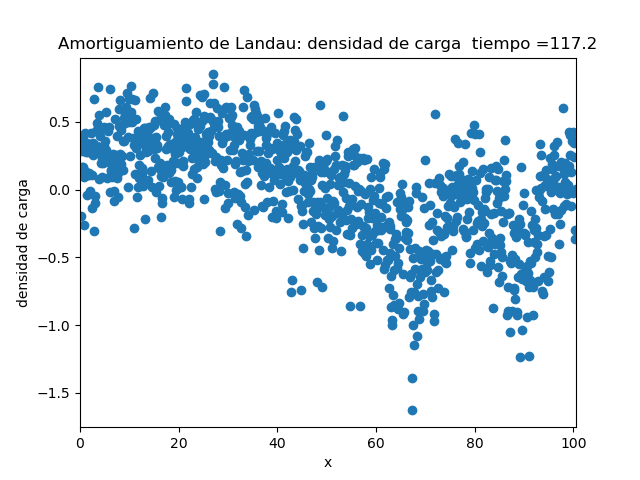 Amortiguamiento de Landau: densidad de carga  tiempo =117.2
densidad de carga
0.5
0.0
−0.5
−1.0
−1.5
0 20 40 60 80 100
x